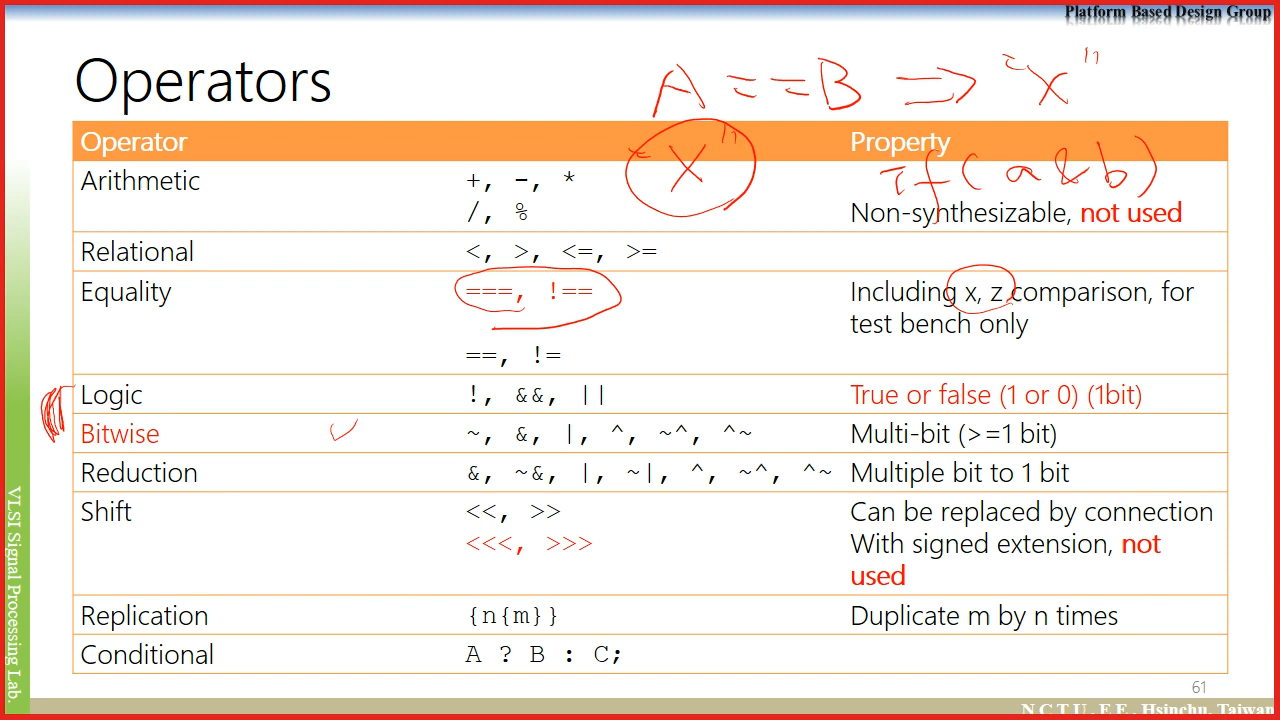 Platform Based Design Group
Operators
A == B ⇒ "X"
Operator Property
"X"
if (a & b)
Arithmetic +, -, *
/, % Non-synthesizable, not used
Relational <, >, <=, >=
Equality ===, !== Including x, z comparison, for
test bench only
==, !=
Logic !, &&, || True or false (1 or 0) (1bit)
Bitwise ~, &, |, ^, ~^, ^~ Multi-bit (>=1 bit)
Reduction &, ~&, |, ~|, ^, ~^, ^~ Multiple bit to 1 bit
Shift <<, >> Can be replaced by connection
<<<, >>> With signed extension, not
used
Replication {n{m}} Duplicate m by n times
Conditional A ? B : C;
VLSI Signal Processing Lab.
61
N C T U . E E , Hsinchu, Taiwan